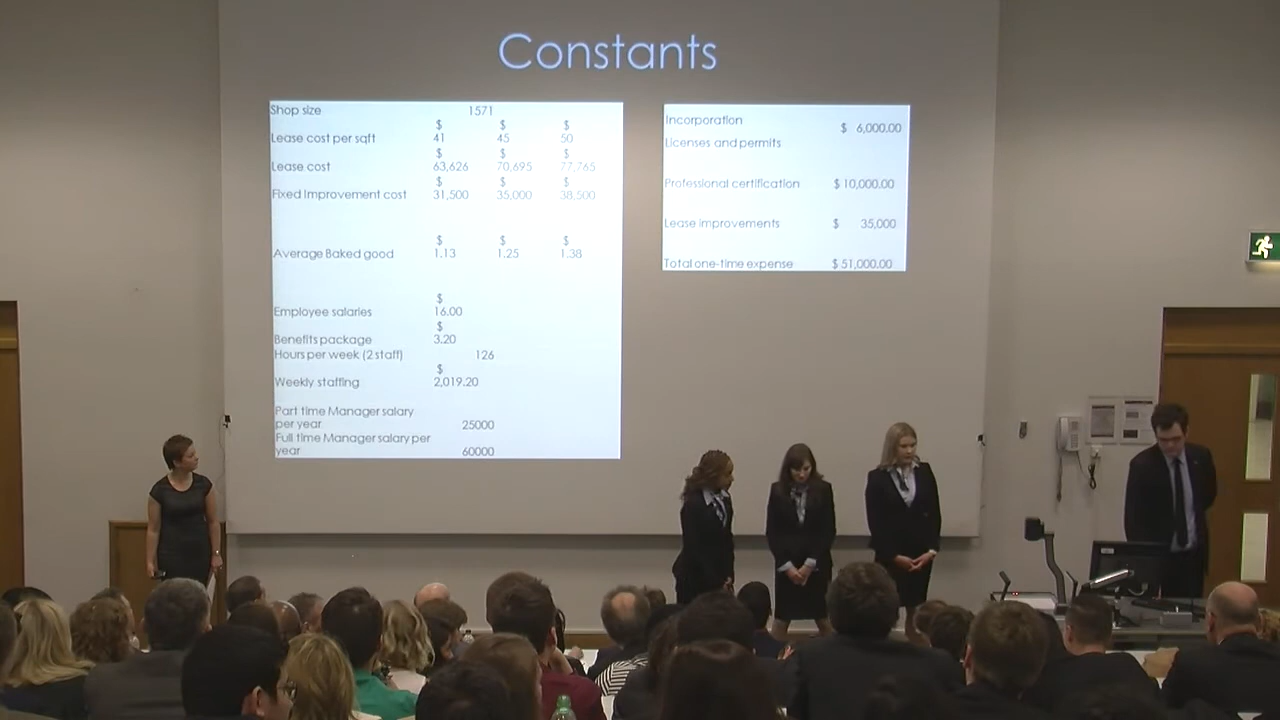 Constants
Shop size 1571
$ $ $
Lease cost per sqft 41 45 50
$ $ $
Lease cost 63,626 70,695 77,765
$ $ $
Fixed Improvement cost 31,500 35,000 38,500
$ $ $
Average Baked good 1.13 1.25 1.38
$
Employee salaries 16.00
$
Benefits package 3.20
Hours per week (2 staff) 126
$
Weekly staffing 2,019.20
Part time Manager salary
per year 25000
Full time Manager salary per
year 60000
Incorporation $ 6,000.00
Licenses and permits
Professional certification $ 10,000.00
Lease improvements $ 35,000
Total one-time expense $ 51,000.00